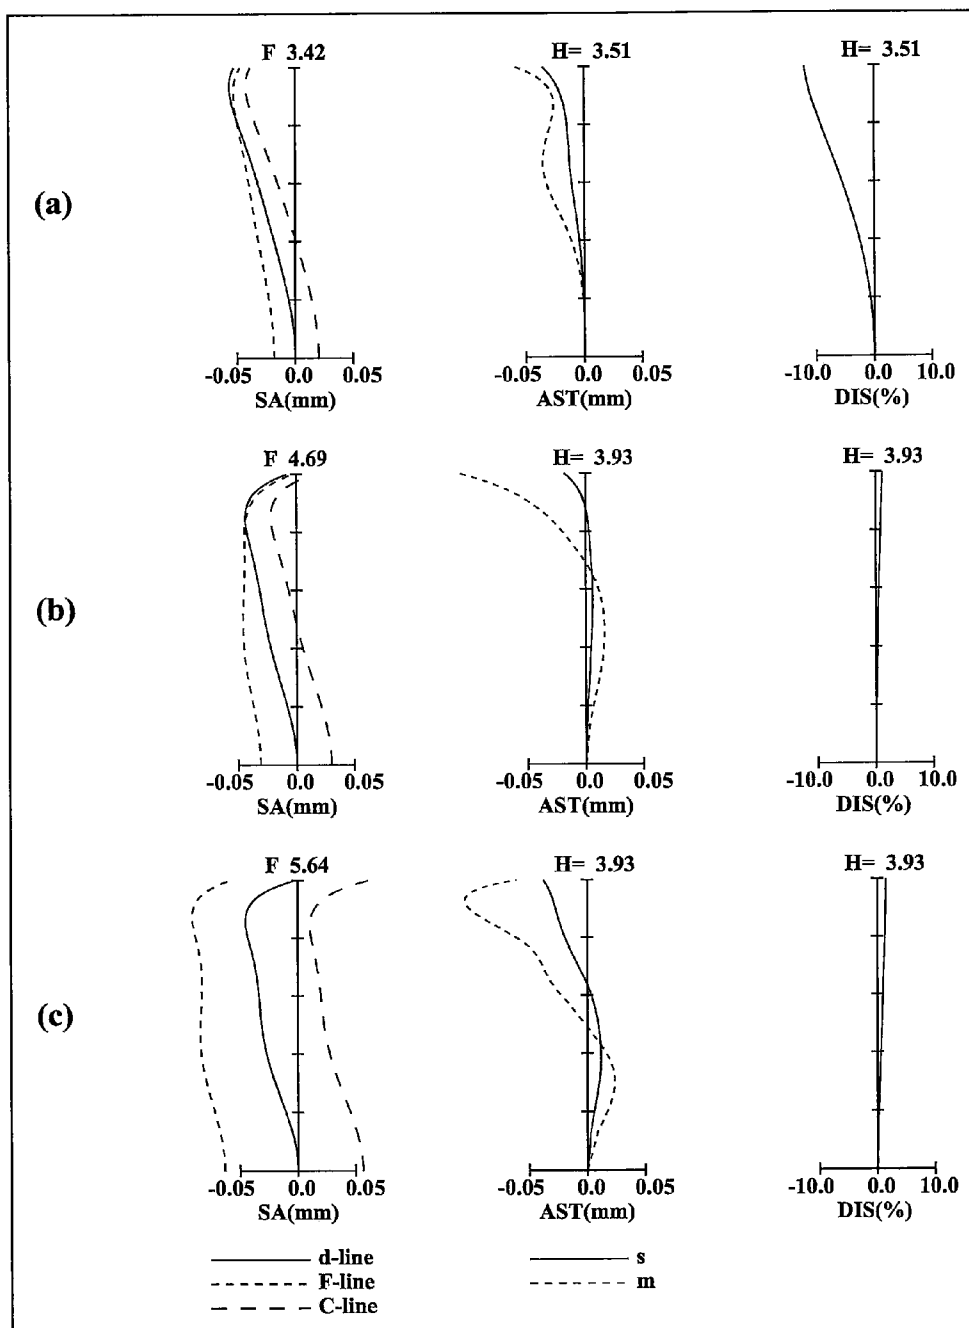 F 3.42 H= 3.51 H= 3.51
(a)
-0.05 0.0 0.05 -0.05 0.0 0.05 -10.0 0.0 10.0
SA(mm) AST(mm) DIS(%)
F 4.69 H= 3.93 H= 3.93
(b)
-0.05 0.0 0.05 -0.05 0.0 0.05 -10.0 0.0 10.0
SA(mm) AST(mm) DIS(%)
F 5.64 H= 3.93 H= 3.93
(c)
-0.05 0.0 0.05 -0.05 0.0 0.05 -10.0 0.0 10.0
SA(mm) AST(mm) DIS(%)
d-line s
F-line m
C-line